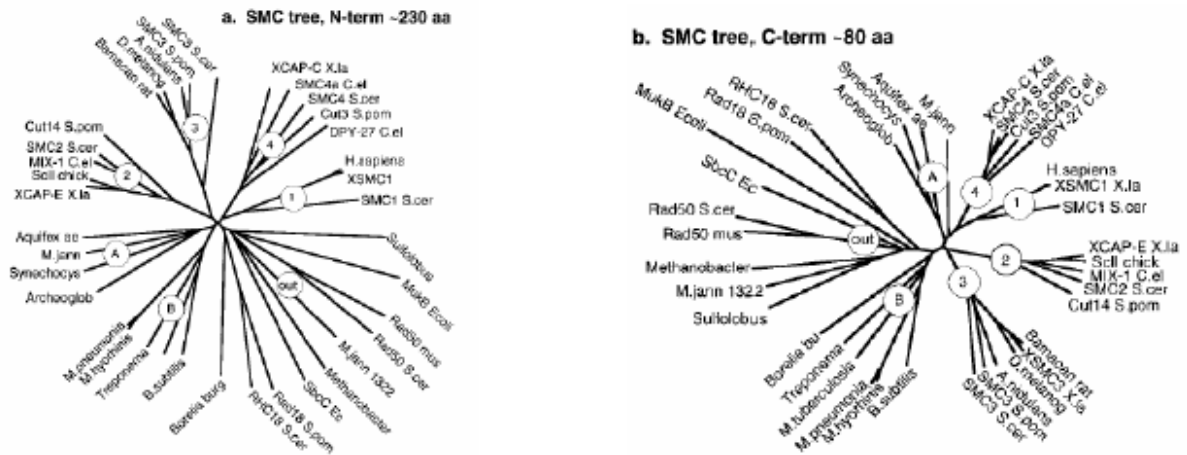 a. SMC tree, N-term ~230 aa
SMC3 S.cer
SMC3 S.pom
A.nidulans
D.melanog
Bamacan rat
3
XCAP-C X.la
SMC4a C.el
SMC4 S.cer
Cut3 S.pom
DPY-27 C.el
4
H.sapiens
XSMC1
SMC1 S.cer
1
Cut14 S.pom
SMC2 S.cer
MIX-1 C.el
ScII chick
XCAP-E X.la
2
Aquifex ae
M.jann
Synechocys
Archeoglob
A
M.pneumonia
M.hyorhinis
Treponema
B.subtilis
B
Borelia burg
RHC18 S.cer
Rad18 S.pom
SbcC Ec
Methanobacter
M.jann 1322
Rad50 S.cer
Rad50 mus
MukB Ecoli
Sulfolobus
out
b. SMC tree, C-term ~80 aa
MukB Ecoli
RHC18 S.cer
Rad18 S.pom
Synechocys
Archeoglob
Aquifex ae
M.jann
A
XCAP-C X.la
SMC4 S.cer
Cut3 S.pom
SMC4a C.el
DPY-27 C.el
4
H.sapiens
XSMC1 X.la
SMC1 S.cer
1
XCAP-E X.la
ScII chick
MIX-1 C.el
SMC2 S.cer
Cut14 S.pom
2
Bamacan rat
XSMC3 X.la
D.melanog
A.nidulans
SMC3 S.pom
SMC3 S.cer
3
SbcC Ec
Rad50 S.cer
Rad50 mus
Methanobacter
M.jann 1322
Sulfolobus
out
Borelia bu
Treponema
M.tuberculosis
M.pneumonia
M.hyorhinis
B.subtilis
B